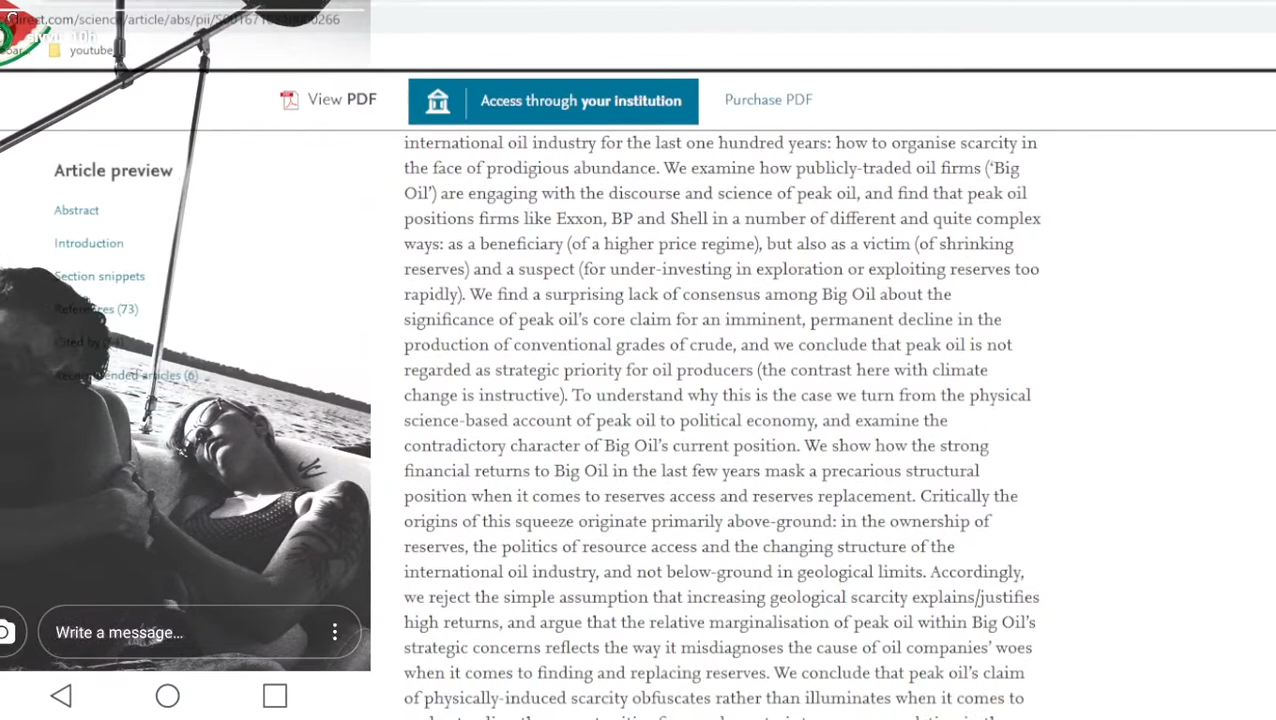 direct.com/science/article/abs/pii/S00167
0266
10h
youtube
View PDF
Access through your institution
Purchase PDF
Article preview
Abstract
Introduction
Section snippets
References (73)
Cited by
Recommended articles (6)
Write a message...
international oil industry for the last one hundred years: how to organise scarcity in
the face of prodigious abundance. We examine how publicly-traded oil firms (‘Big
Oil’) are engaging with the discourse and science of peak oil, and find that peak oil
positions firms like Exxon, BP and Shell in a number of different and quite complex
ways: as a beneficiary (of a higher price regime), but also as a victim (of shrinking
reserves) and a suspect (for under-investing in exploration or exploiting reserves too
rapidly). We find a surprising lack of consensus among Big Oil about the
significance of peak oil’s core claim for an imminent, permanent decline in the
production of conventional grades of crude, and we conclude that peak oil is not
regarded as strategic priority for oil producers (the contrast here with climate
change is instructive). To understand why this is the case we turn from the physical
science-based account of peak oil to political economy, and examine the
contradictory character of Big Oil’s current position. We show how the strong
financial returns to Big Oil in the last few years mask a precarious structural
position when it comes to reserves access and reserves replacement. Critically the
origins of this squeeze originate primarily above-ground: in the ownership of
reserves, the politics of resource access and the changing structure of the
international oil industry, and not below-ground in geological limits. Accordingly,
we reject the simple assumption that increasing geological scarcity explains/justifies
high returns, and argue that the relative marginalisation of peak oil within Big Oil’s
strategic concerns reflects the way it misdiagnoses the cause of oil companies’ woes
when it comes to finding and replacing reserves. We conclude that peak oil’s claim
of physically-induced scarcity obfuscates rather than illuminates when it comes to